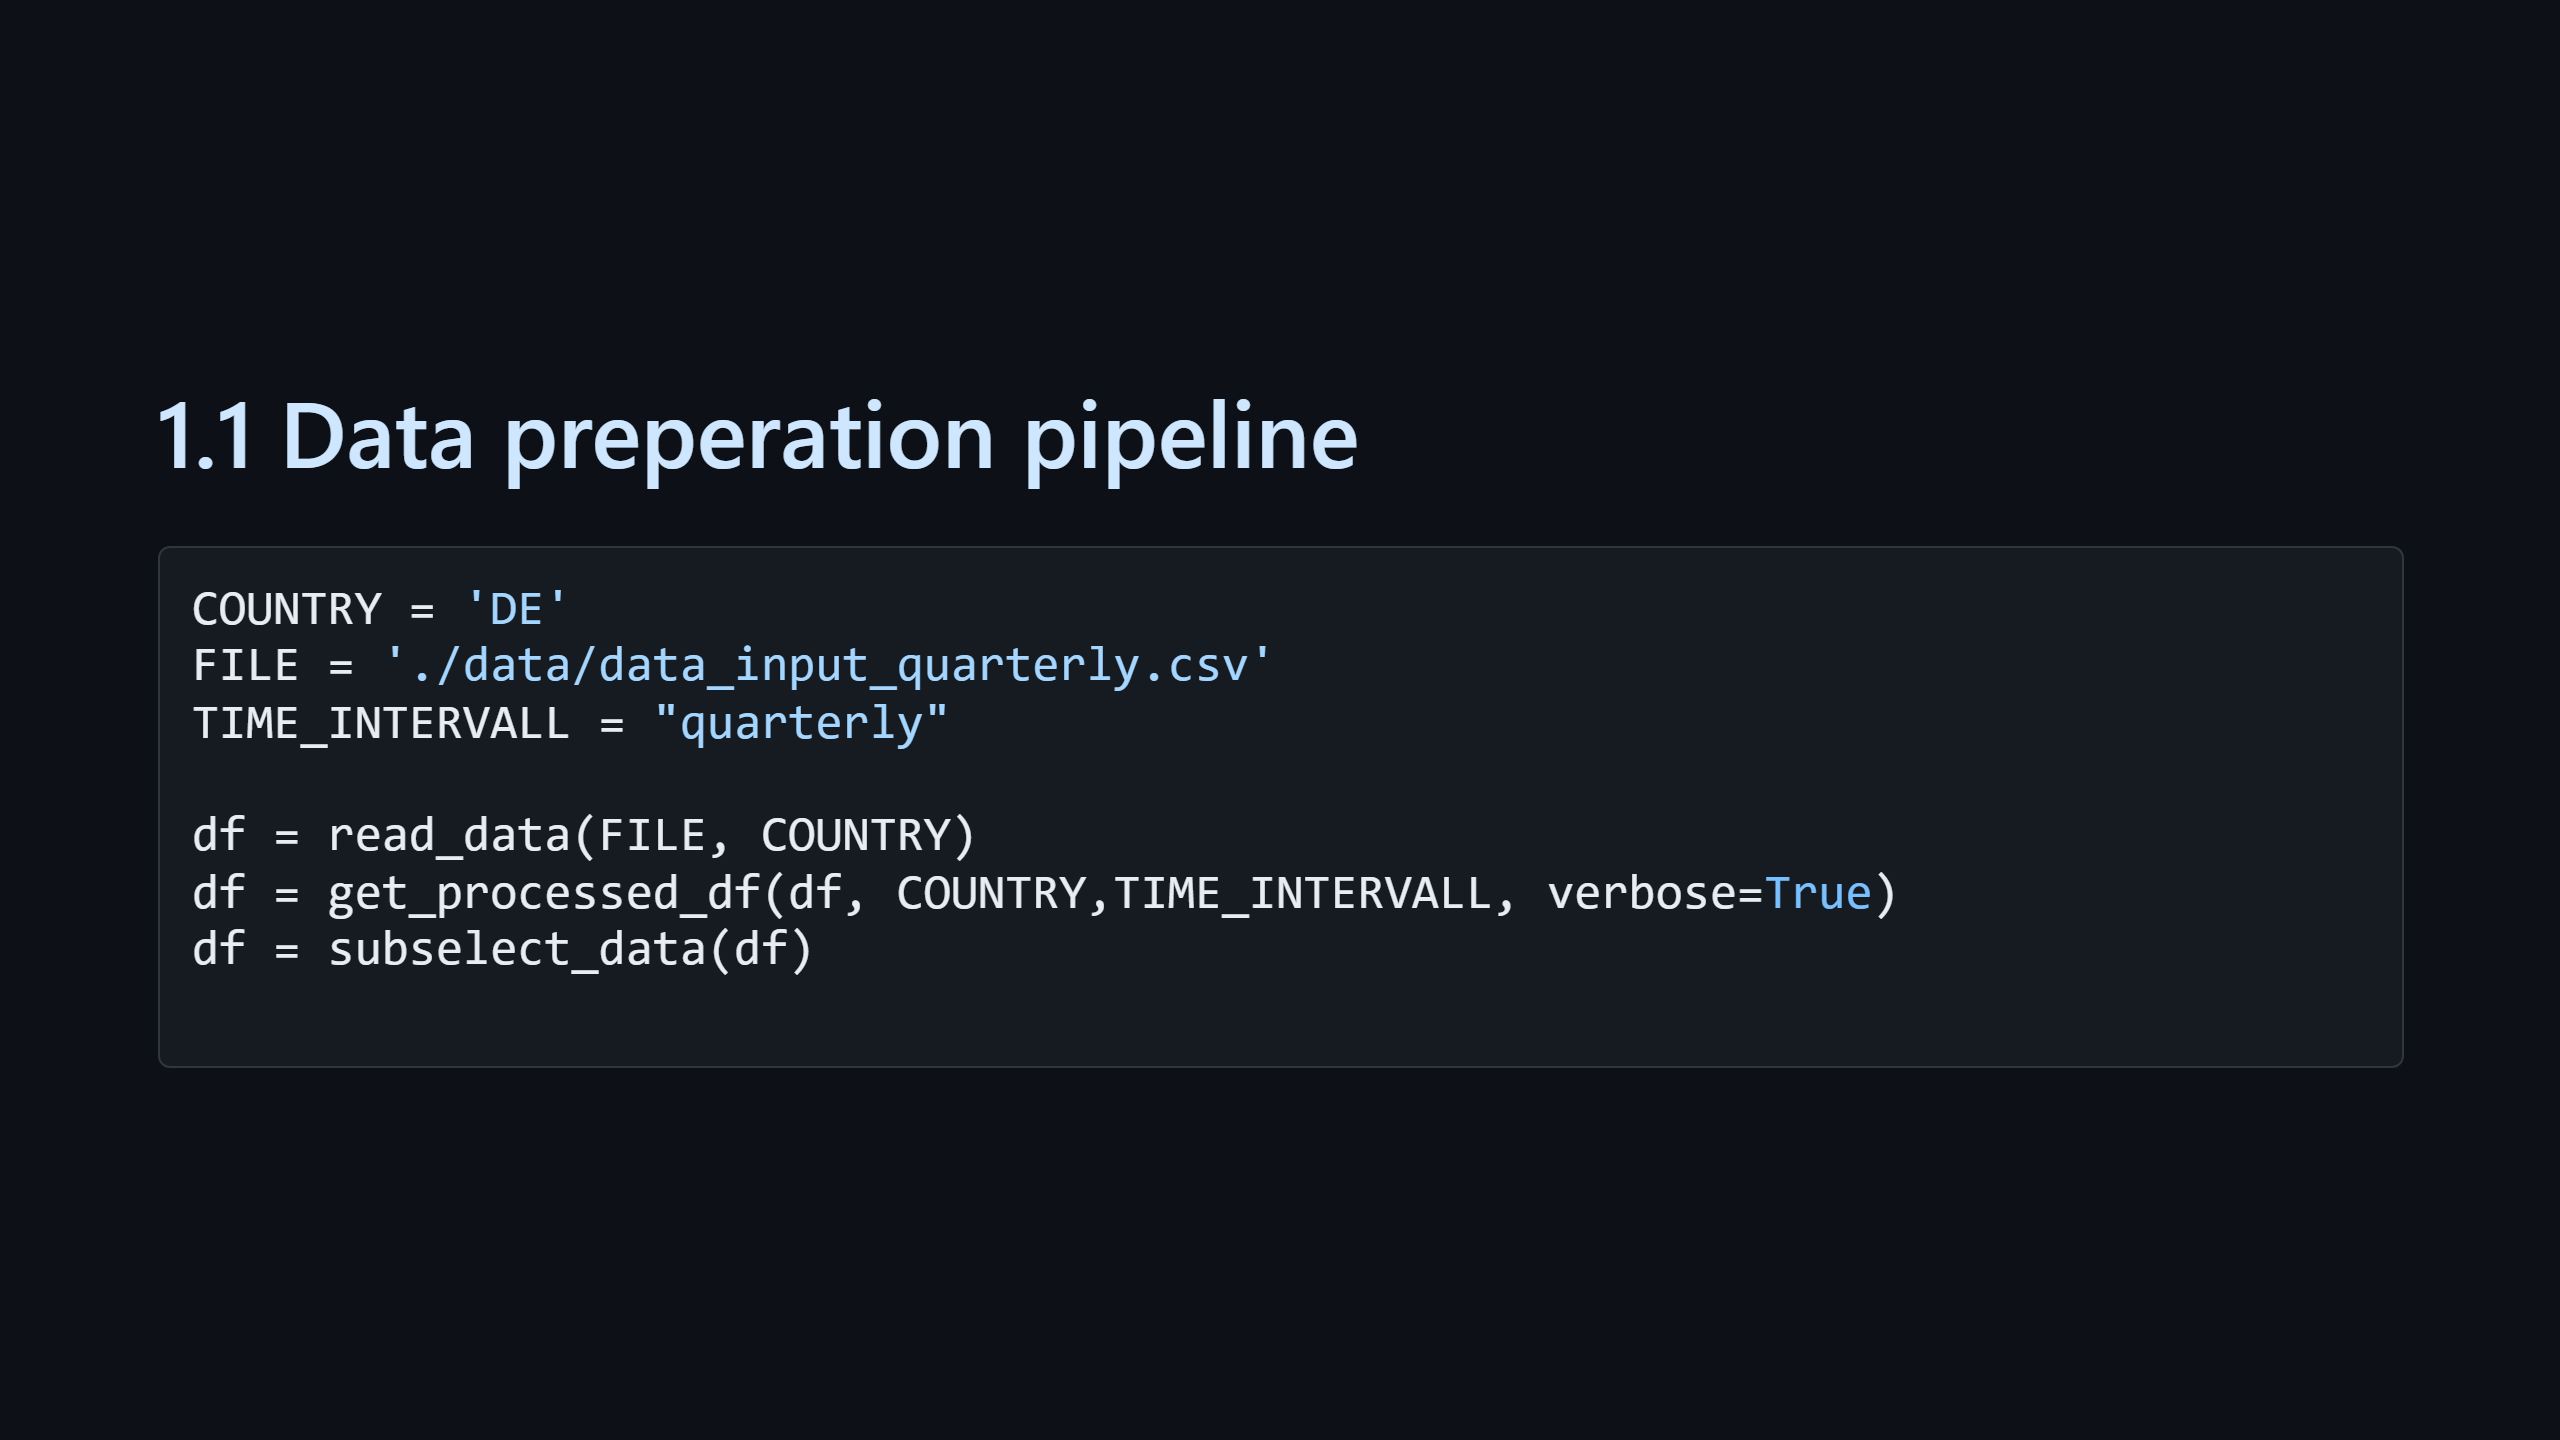 1.1 Data preperation pipeline
COUNTRY = 'DE'
FILE = './data/data_input_quarterly.csv'
TIME_INTERVALL = "quarterly"
df = read_data(FILE, COUNTRY)
df = get_processed_df(df, COUNTRY,TIME_INTERVALL, verbose=True)
df = subselect_data(df)